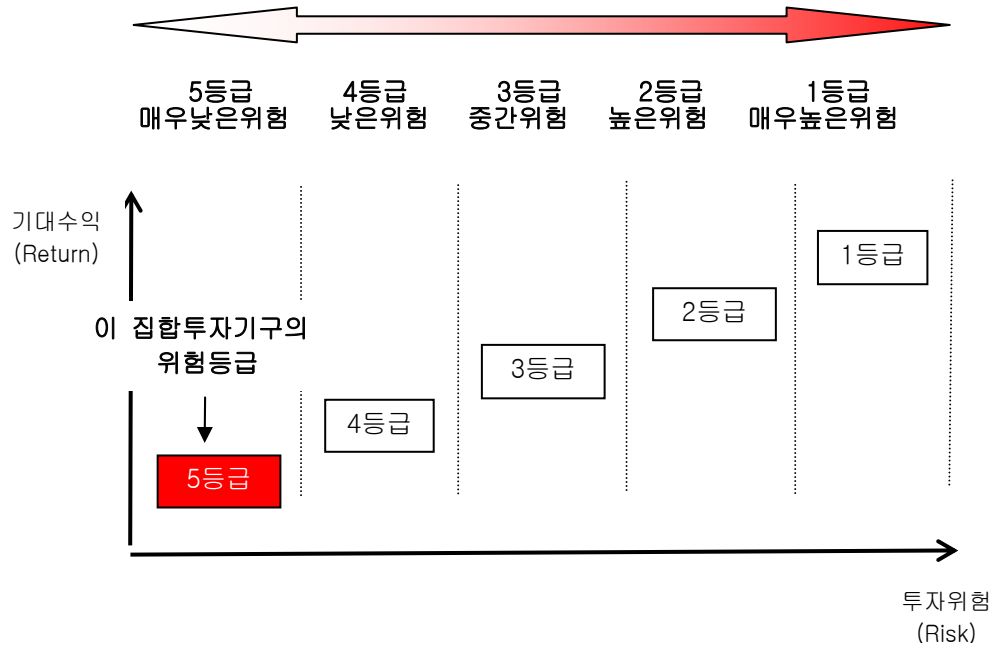 5등급
매우낮은위험
4등급
낮은위험
3등급
중간위험
2등급
높은위험
1등급
매우높은위험
기대수익
(Return)
1등급
2등급
이 집합투자기구의
위험등급
3등급
4등급
5등급
투자위험
(Risk)